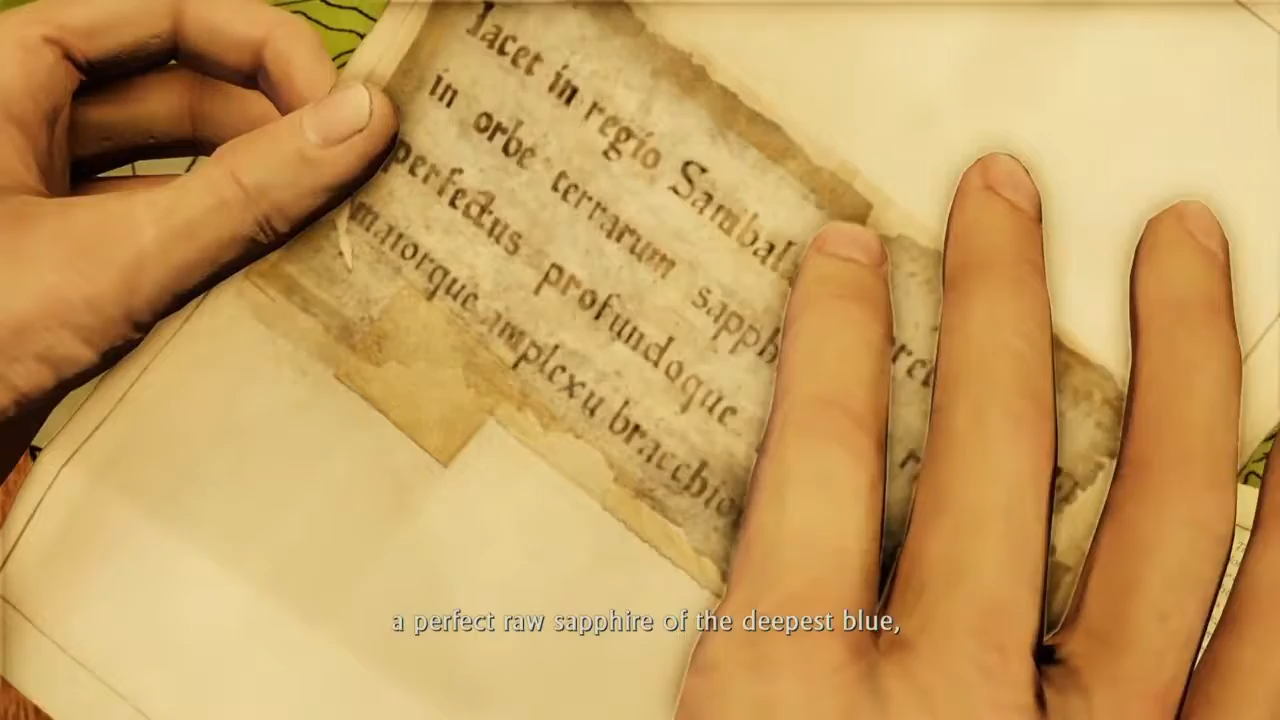 Iacet in regio Sambal
in orbe terrarum sapph
perfectus profundoque
maiorque amplexu bracchio
a perfect raw sapphire of the deepest blue,